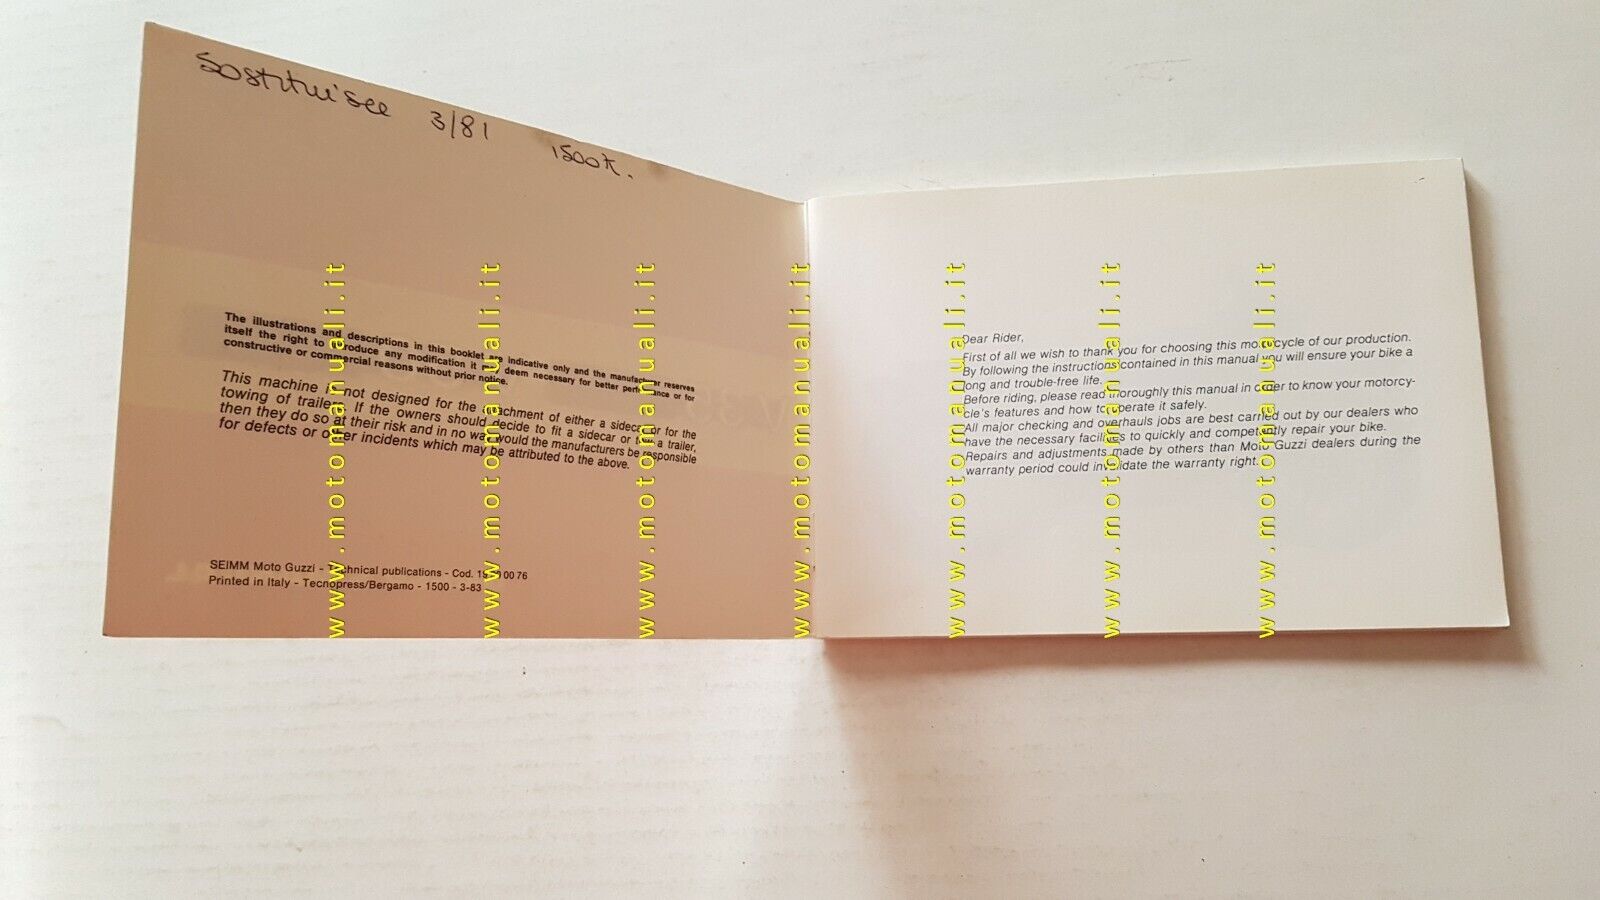 Sostituisce 3/81 1500k.
The illustrations and descriptions in this booklet are indicative only and the manufacturer reserves
itself the right to introduce any modification it may deem necessary for better performance or for
constructive or commercial reasons without prior notice.
This machine is not designed for the attachment of either a sidecar or for the
towing of trailers. If the owners should decide to fit a sidecar or tow a trailer,
then they do so at their risk and in no way would the manufacturers be responsible
for defects or other incidents which may be attributed to the above.
SEIMM Moto Guzzi - Technical publications - Cod. 00 76
Printed in Italy - Tecnopress/Bergamo - 1500 - 3-83
Dear Rider,
First of all we wish to thank you for choosing this motorcycle of our production.
By following the instructions contained in this manual you will ensure your bike a
long and trouble-free life.
Before riding, please read thoroughly this manual in order to know your motorcy-
cle's features and how to operate it safely.
All major checking and overhauls jobs are best carried out by our dealers who
have the necessary facilities to quickly and competently repair your bike.
Repairs and adjustments made by others than Moto Guzzi dealers during the
warranty period could invalidate the warranty right.
www.motomanuali.it
www.motomanuali.it
www.motomanuali.it
www.motomanuali.it
www.motomanuali.it
www.motomanuali.it
www.motomanuali.it